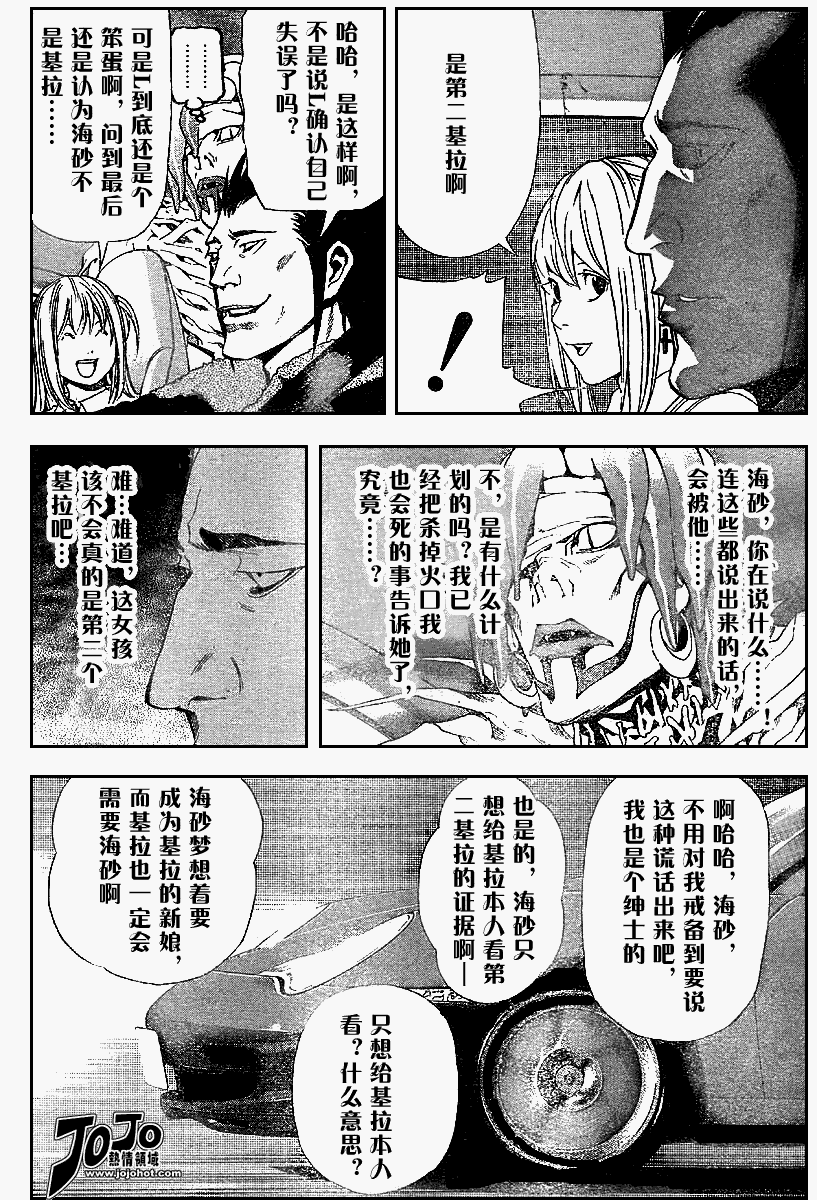 是第二基拉啊
！
哈哈，是这样啊，
不是说L确认自己
失误了吗？
…………
可是L到底还是个
笨蛋啊，问到最后
还是认为海砂不
是基拉……
海砂，你在说什么……！
连这些都说出来的话，
会被他……
不，是有什么计
划的吗？我已
经把杀掉火口我
也会死的事告诉她了，
究竟……？
难…难道，这女孩
该不会真的是第二个
基拉吧…
啊哈哈，海砂，
不用对我戒备到要说
这种谎话出来吧，
我也是个绅士的
也是的，海砂只
想给基拉本人看第
二基拉的证据啊—
只想给基拉本人
看？什么意思？
海砂梦想着要
成为基拉的新娘，
而基拉也一定会
需要海砂啊
JOJO
熱情領域
www.jojohot.com